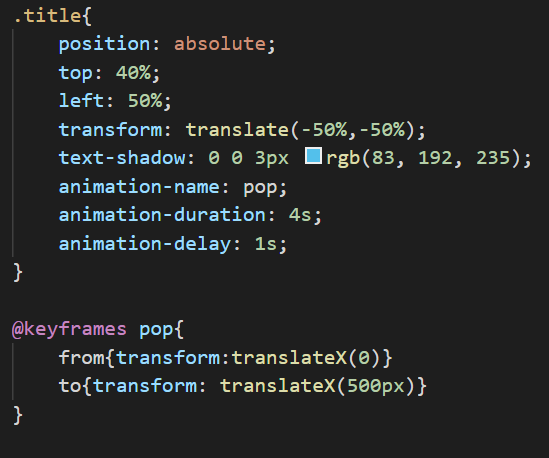 .title{
    position: absolute;
    top: 40%;
    left: 50%;
    transform: translate(-50%,-50%);
    text-shadow: 0 0 3px rgb(83, 192, 235);
    animation-name: pop;
    animation-duration: 4s;
    animation-delay: 1s;
}

@keyframes pop{
    from{transform:translateX(0)}
    to{transform: translateX(500px)}
}